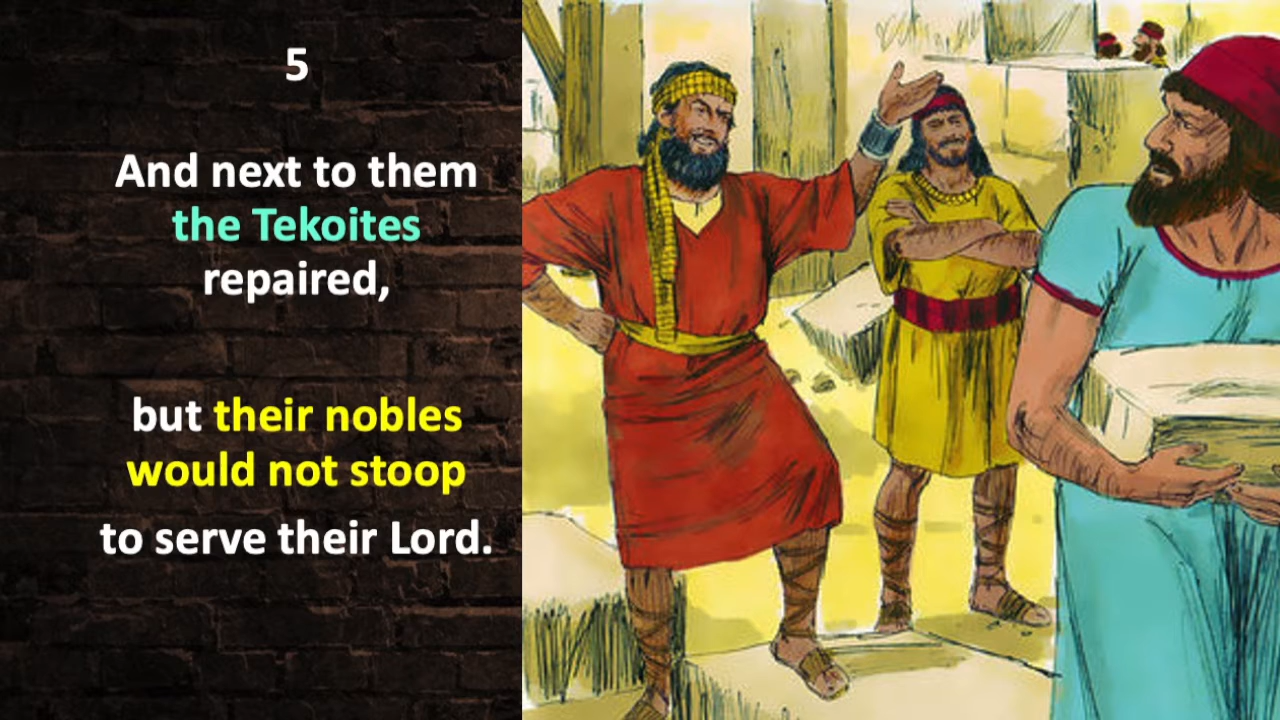 5
And next to them
the Tekoites
repaired,
but their nobles
would not stoop
to serve their Lord.